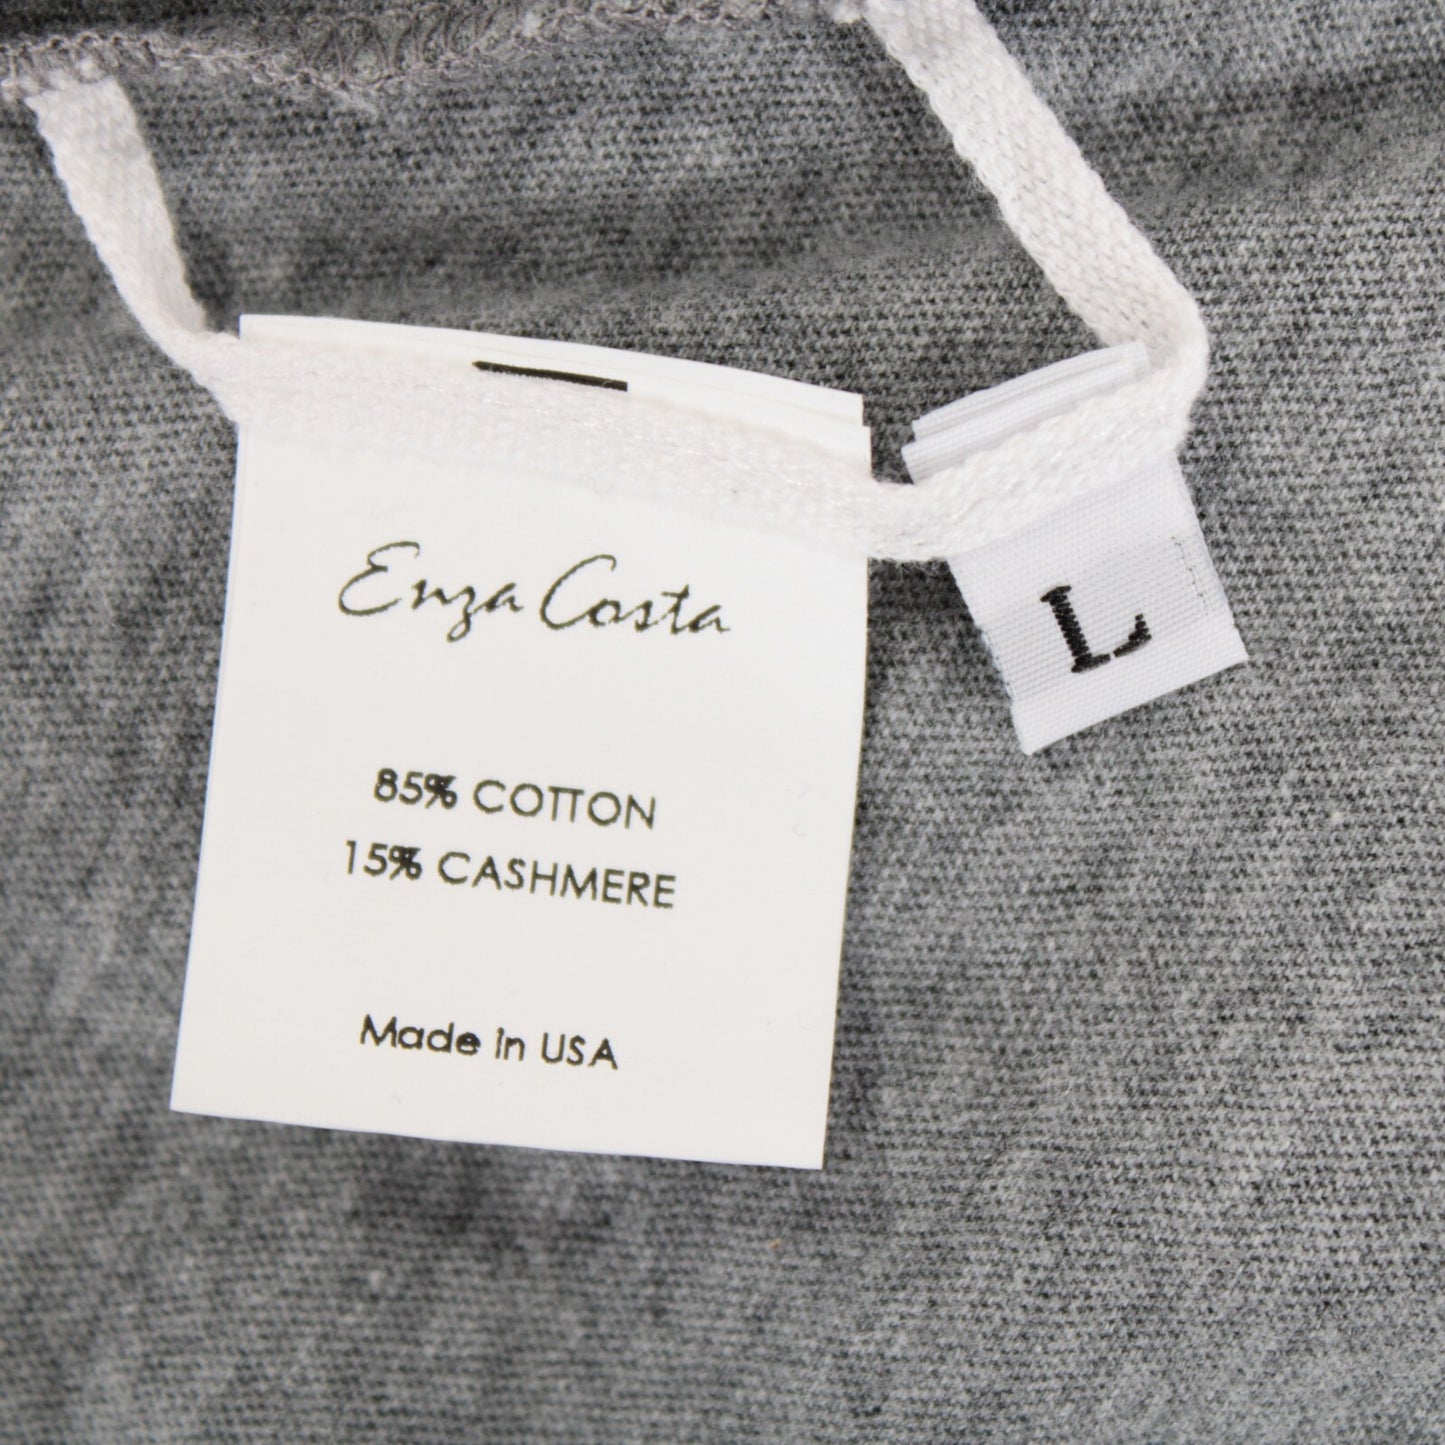 Enza Costa
L
85% COTTON
15% CASHMERE
Made in USA